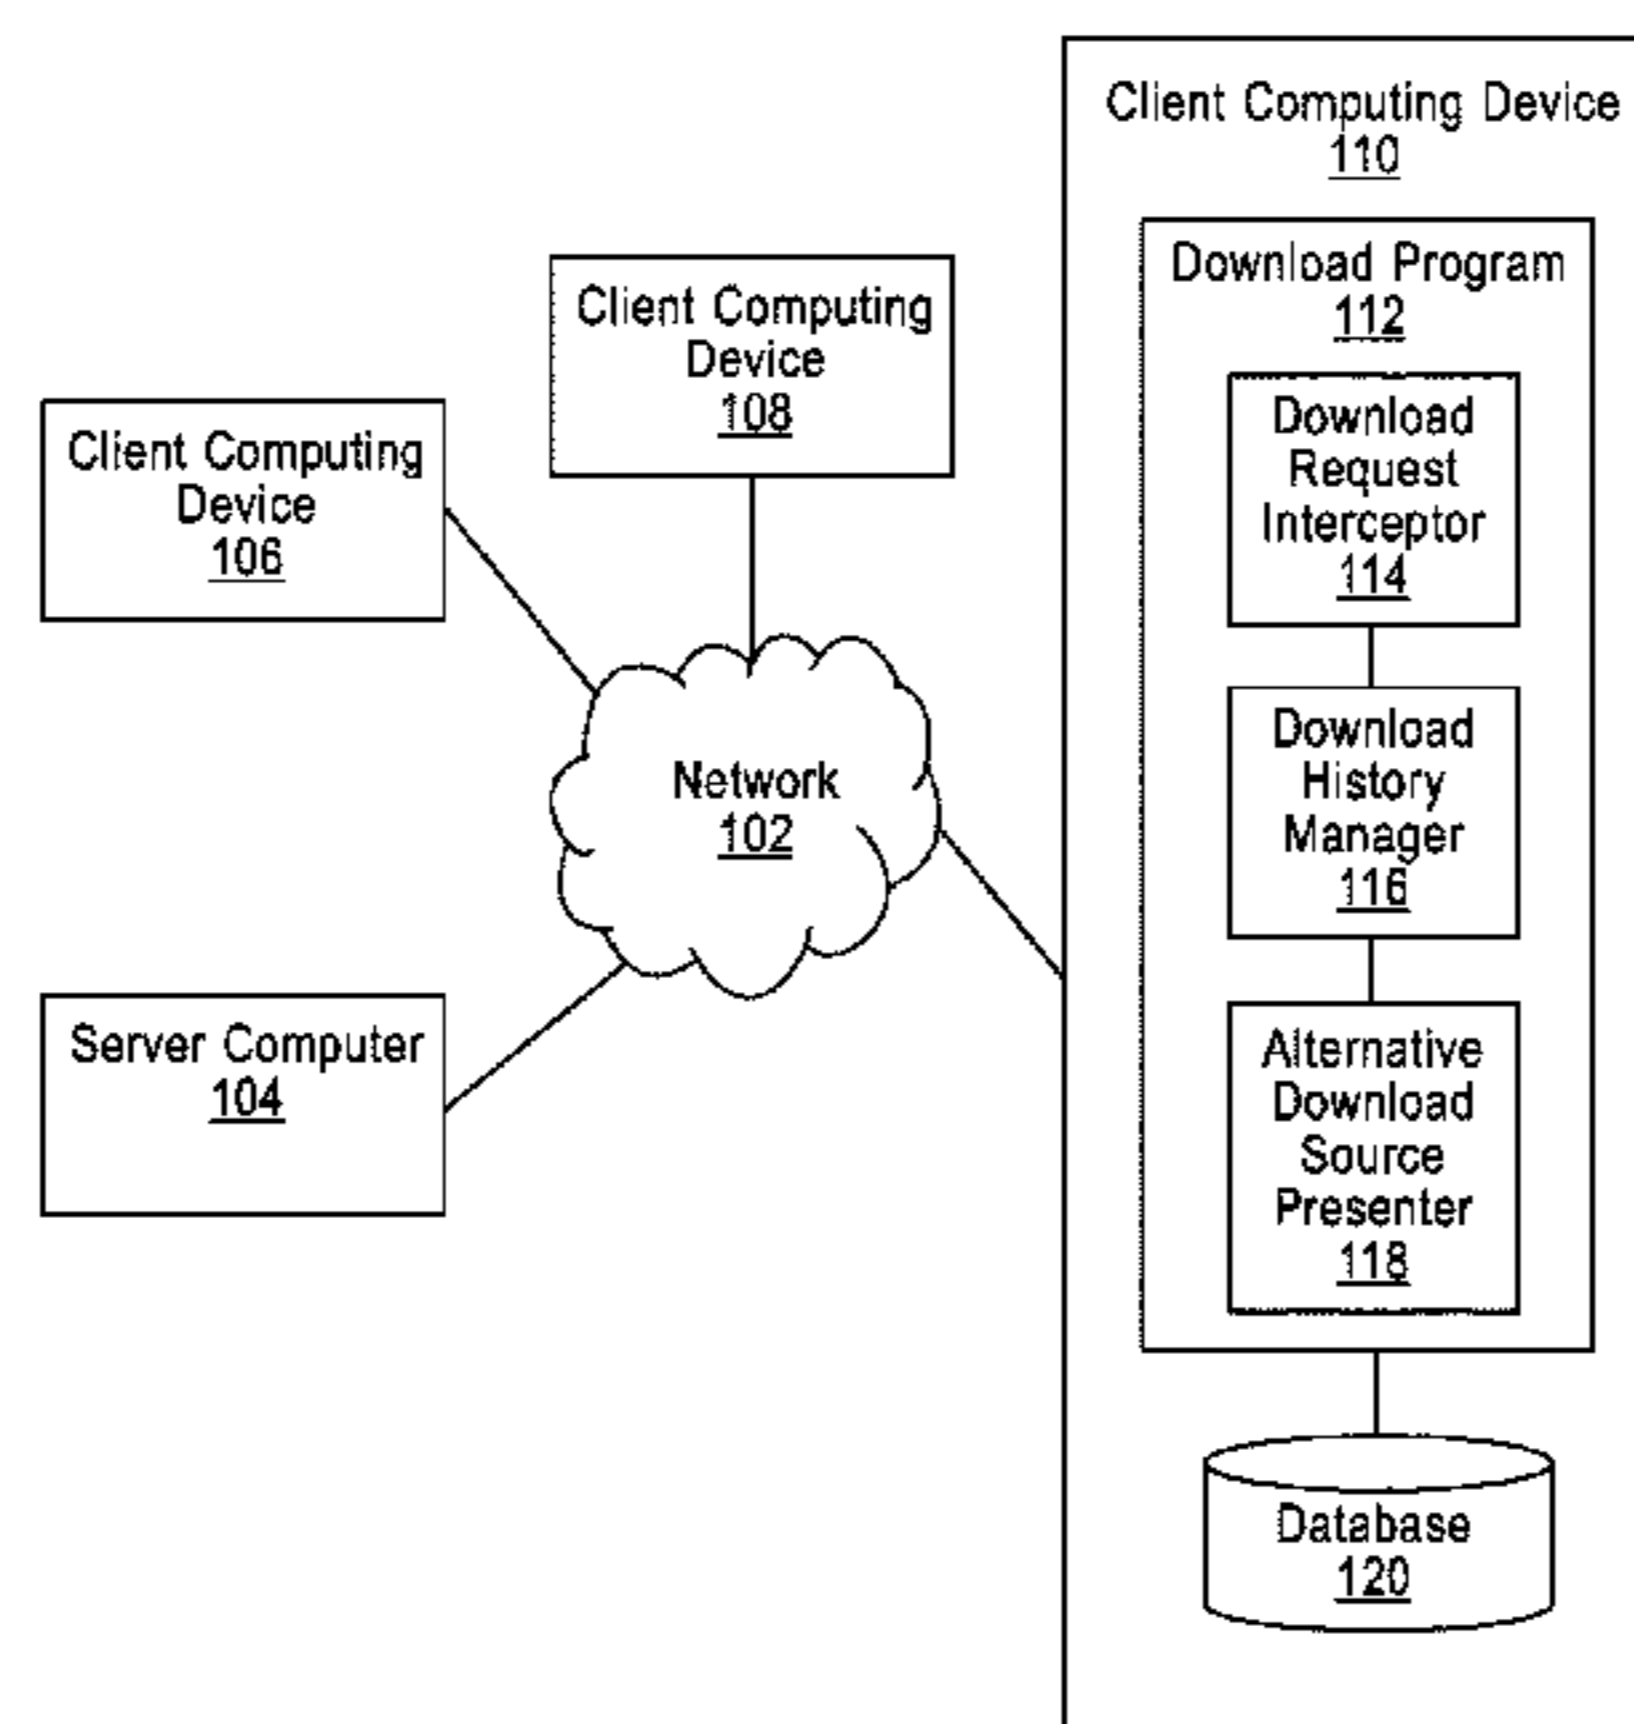 Client Computing Device
110
Download Program
112
Client Computing
Device
108
Download
Request
Interceptor
114
Client Computing
Device
106
Download
History
Manager
116
Network
102
Server Computer
104
Alternative
Download
Source
Presenter
118
Database
120